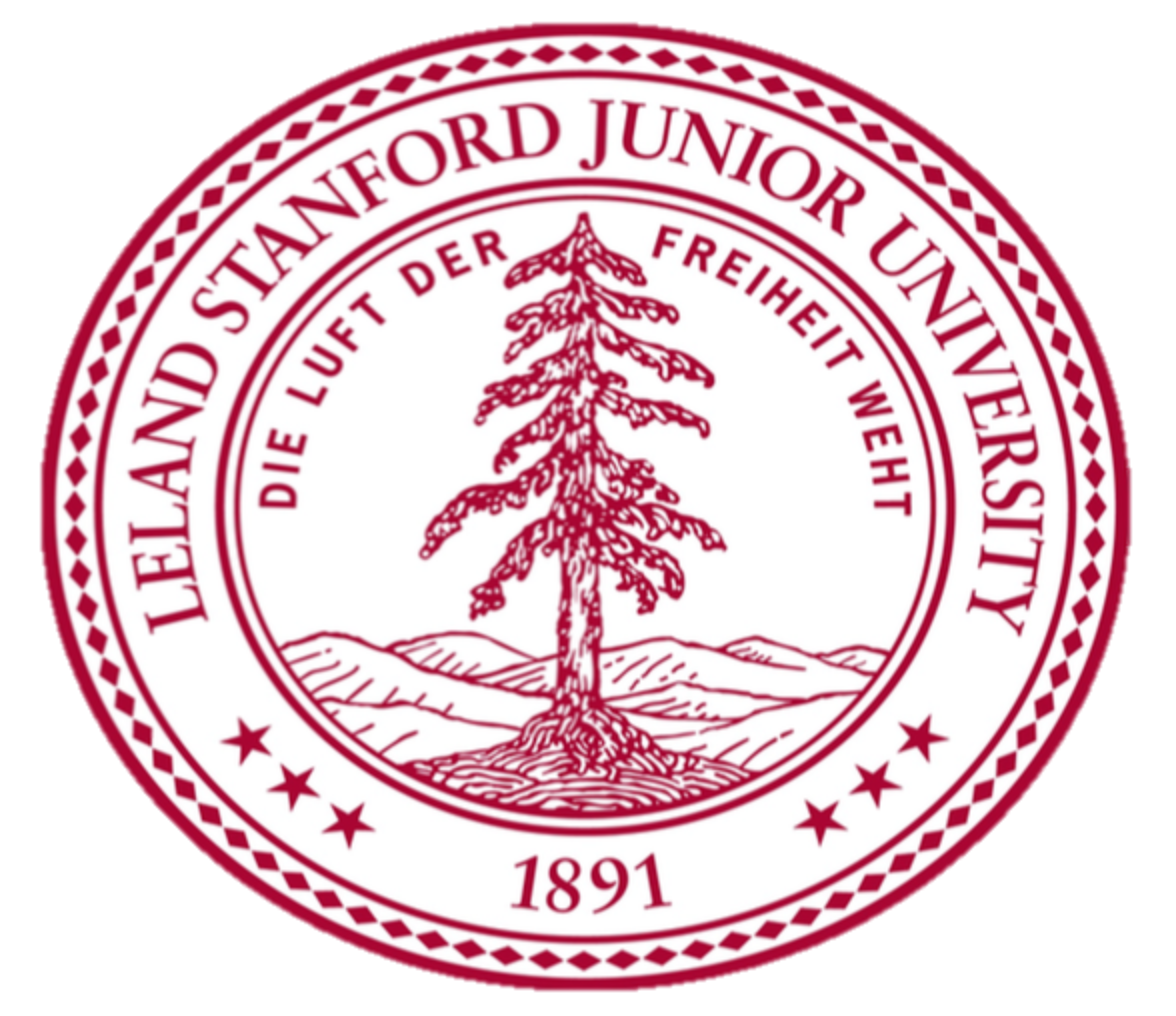 LELAND STANFORD JUNIOR UNIVERSITY
DIE LUFT DER FREIHEIT WEHT
1891